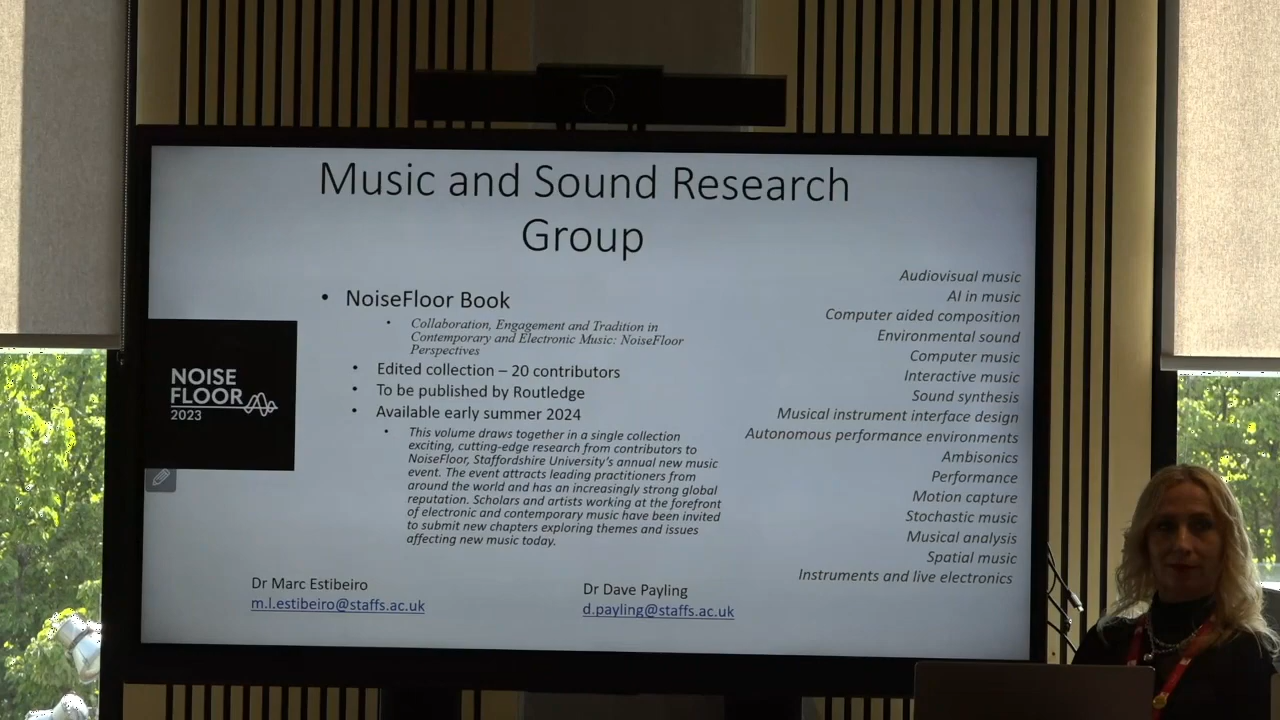 Music and Sound Research
Group
• NoiseFloor Book
• Collaboration, Engagement and Tradition in
Contemporary and Electronic Music: NoiseFloor
Perspectives
• Edited collection – 20 contributors
• To be published by Routledge
• Available early summer 2024
• This volume draws together in a single collection
exciting, cutting-edge research from contributors to
NoiseFloor, Staffordshire University's annual new music
event. The event attracts leading practitioners from
around the world and has an increasingly strong global
reputation. Scholars and artists working at the forefront
of electronic and contemporary music have been invited
to submit new chapters exploring themes and issues
affecting new music today.
NOISE
FLOOR
2023
Audiovisual music
AI in music
Computer aided composition
Environmental sound
Computer music
Interactive music
Sound synthesis
Musical instrument interface design
Autonomous performance environments
Ambisonics
Performance
Motion capture
Stochastic music
Musical analysis
Spatial music
Instruments and live electronics
Dr Marc Estibeiro
m.l.estibeiro@staffs.ac.uk
Dr Dave Payling
d.payling@staffs.ac.uk